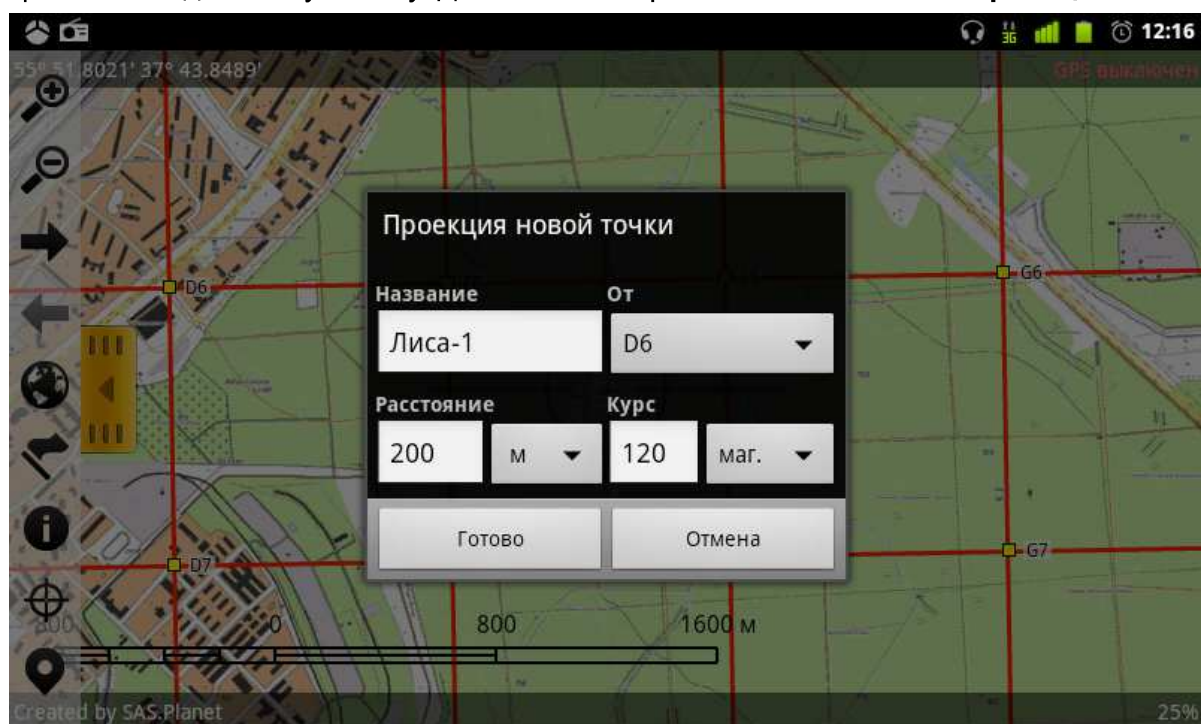 12:16
3G
55° 51.8021' 37° 43.8489'
GPS выключен
Проекция новой точки
Название
От
Лиса-1
D6
Расстояние
Курс
200
м
120
маг.
Готово
Отмена
D6
G6
D7
G7
800
0
800
1600 м
Created by SAS.Planet
25%